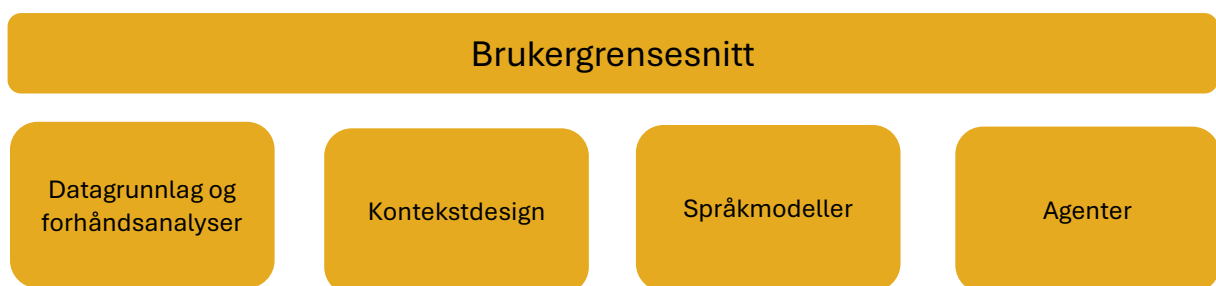 Brukergrensesnitt
Datagrunnlag og
forhåndsanalyser
Kontekstdesign
Språkmodeller
Agenter